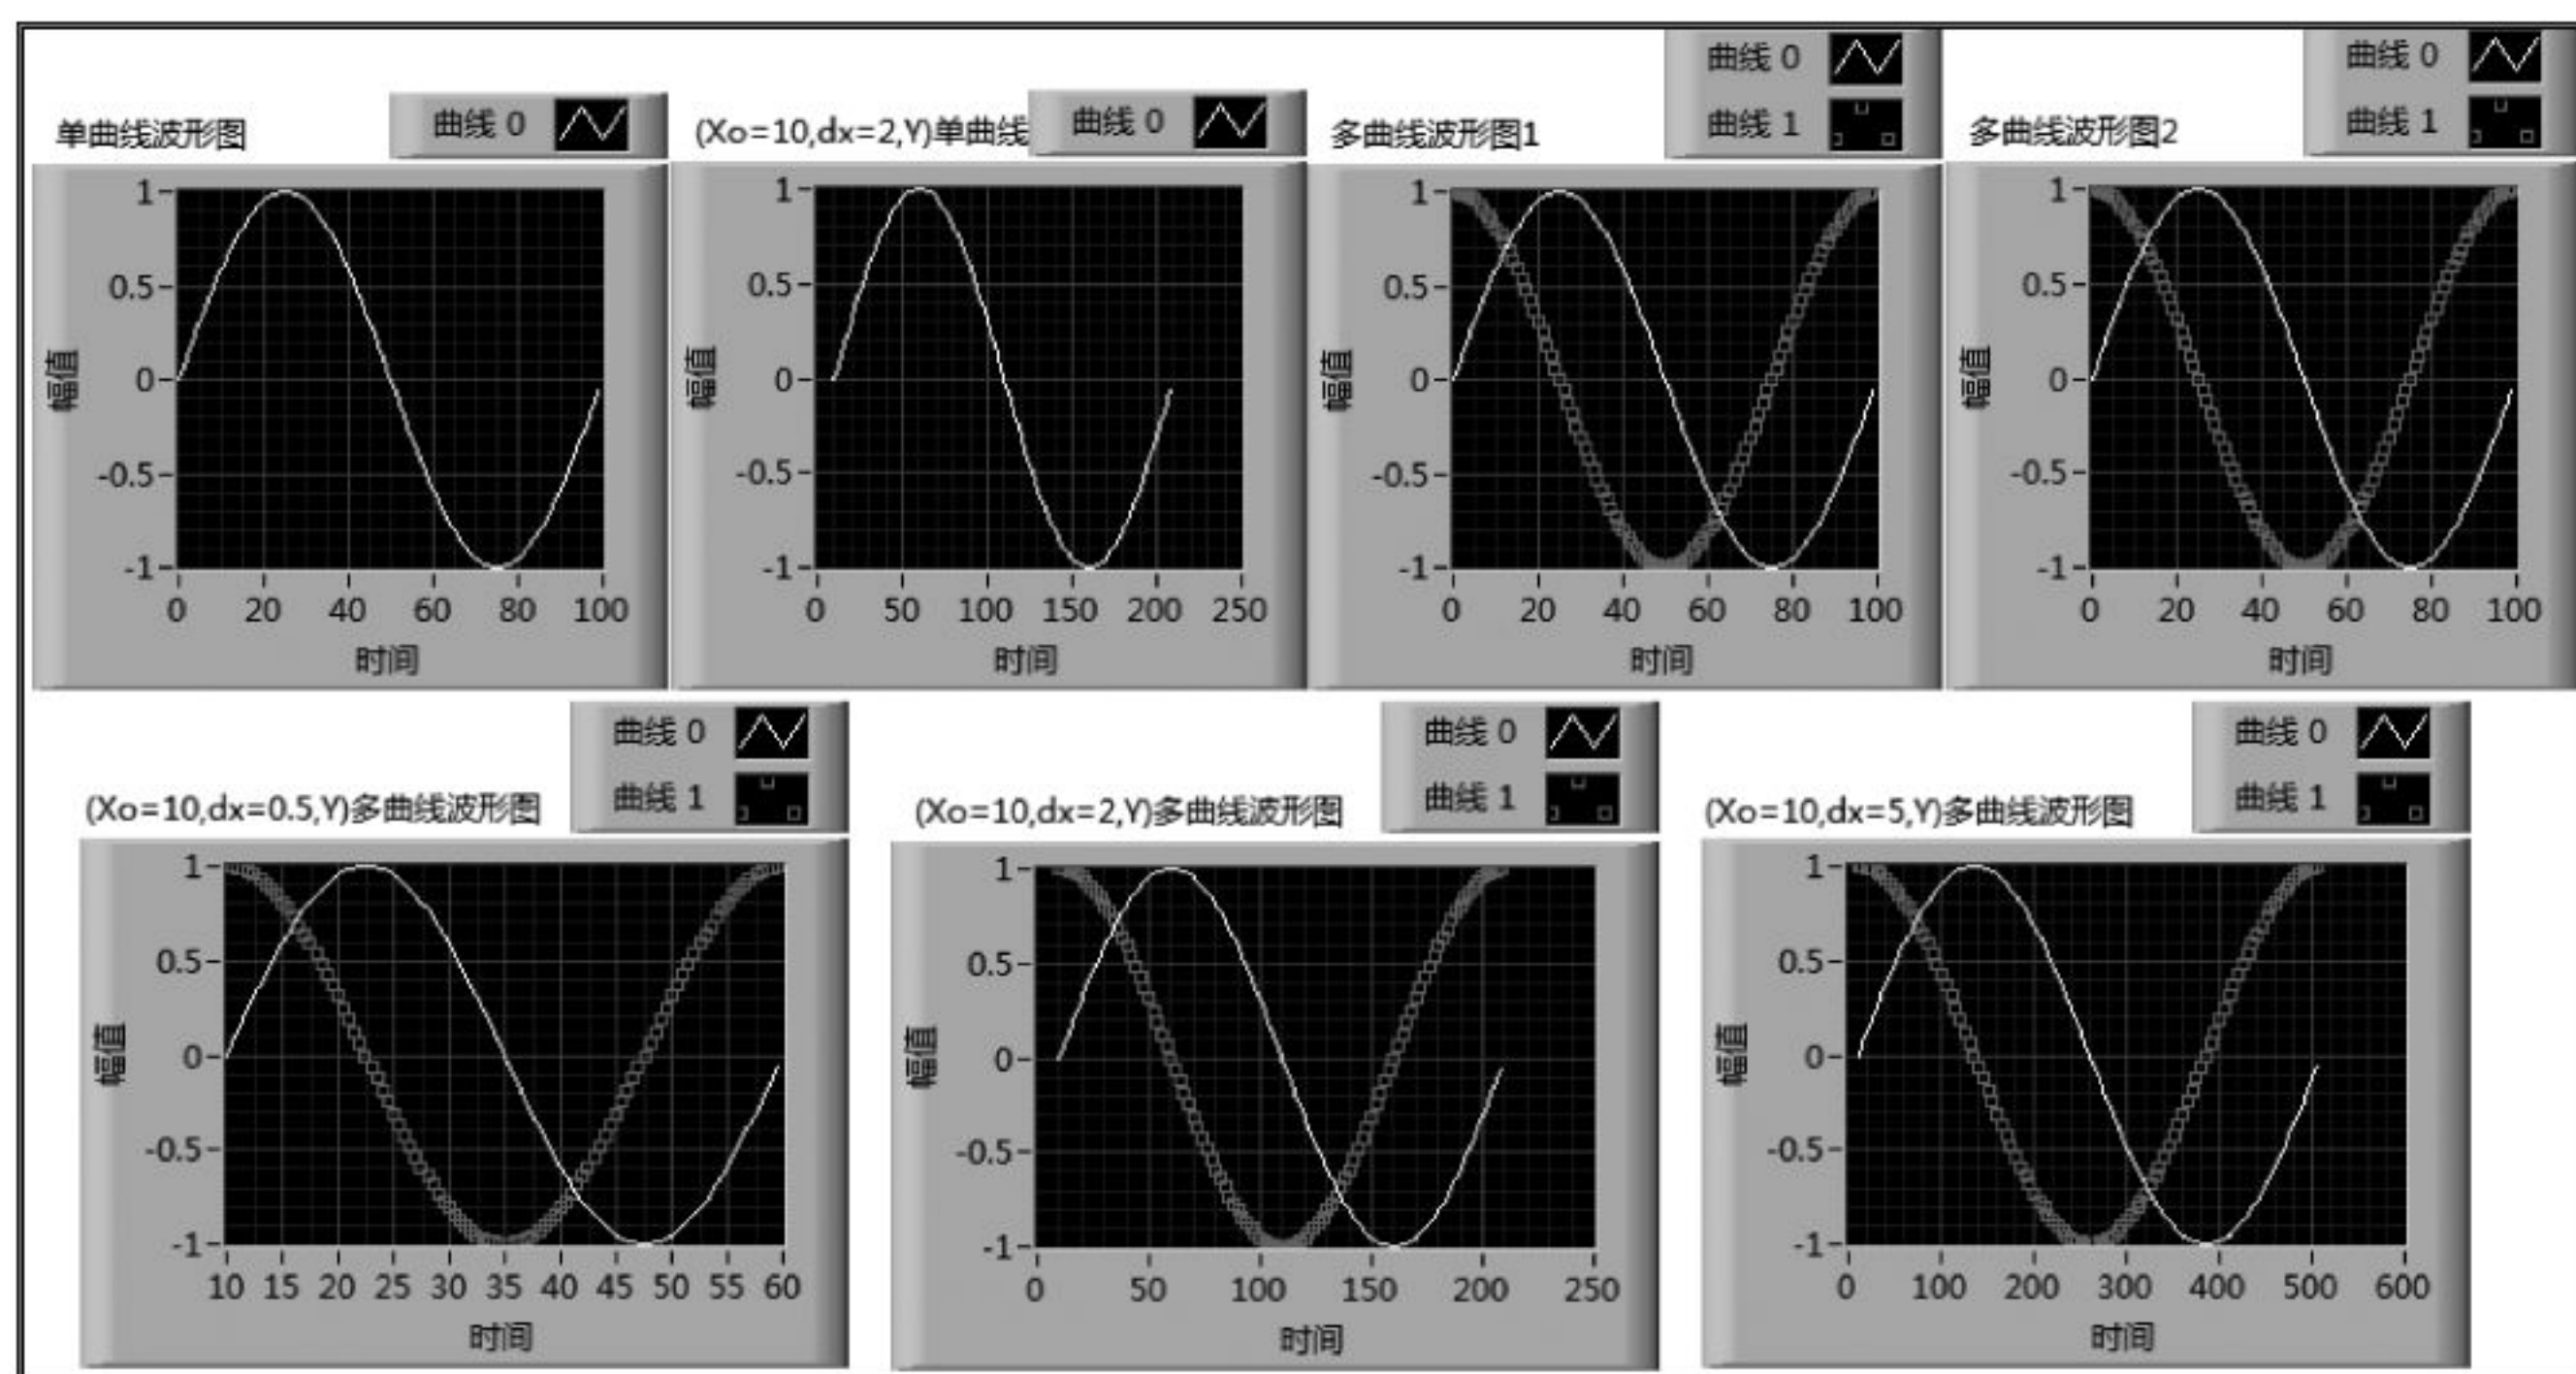 单曲线波形图
曲线 0
1
0.5
0
-0.5
-1
幅值
0 20 40 60 80 100
时间
(Xo=10,dx=2,Y)单曲线
曲线 0
1
0.5
0
-0.5
-1
幅值
0 50 100 150 200 250
时间
多曲线波形图1
曲线 0
曲线 1
1
0.5
0
-0.5
-1
幅值
0 20 40 60 80 100
时间
多曲线波形图2
曲线 0
曲线 1
1
0.5
0
-0.5
-1
幅值
0 20 40 60 80 100
时间
(Xo=10,dx=0.5,Y)多曲线波形图
曲线 0
曲线 1
1
0.5
0
-0.5
-1
幅值
10 15 20 25 30 35 40 45 50 55 60
时间
(Xo=10,dx=2,Y)多曲线波形图
曲线 0
曲线 1
1
0.5
0
-0.5
-1
幅值
0 50 100 150 200 250
时间
(Xo=10,dx=5,Y)多曲线波形图
曲线 0
曲线 1
1
0.5
0
-0.5
-1
幅值
0 100 200 300 400 500 600
时间